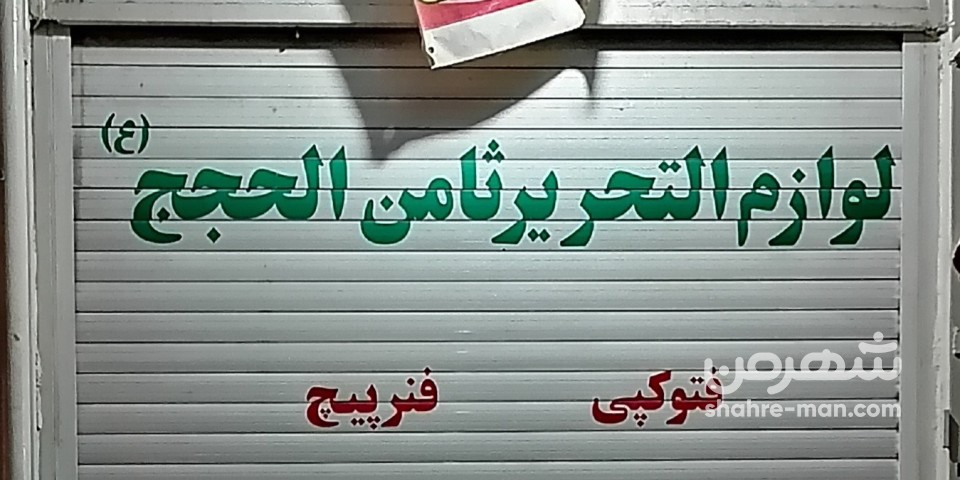 لوازم التحریر ثامن الحجج (ع)
فتوکپی فنرپیچ
شهرمن
shahre-man.com